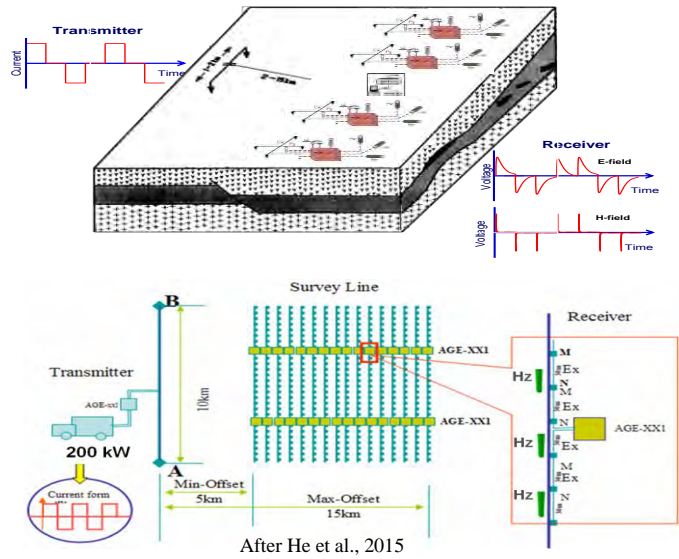 Transmitter
Current
Time
Receiver
Voltage
E-field
Time
Voltage
H-field
Time
Survey Line
B
Receiver
AGE-XX1
Transmitter
10km
AGE-xx1
200 kW
A
AGE-XX1
Current form
Min-Offset
5km
Max-Offset
15km
M
Ex
Hz
N
M
Ex
N
AGE-XX1
Hz
M
Ex
Hz
N
After He et al., 2015